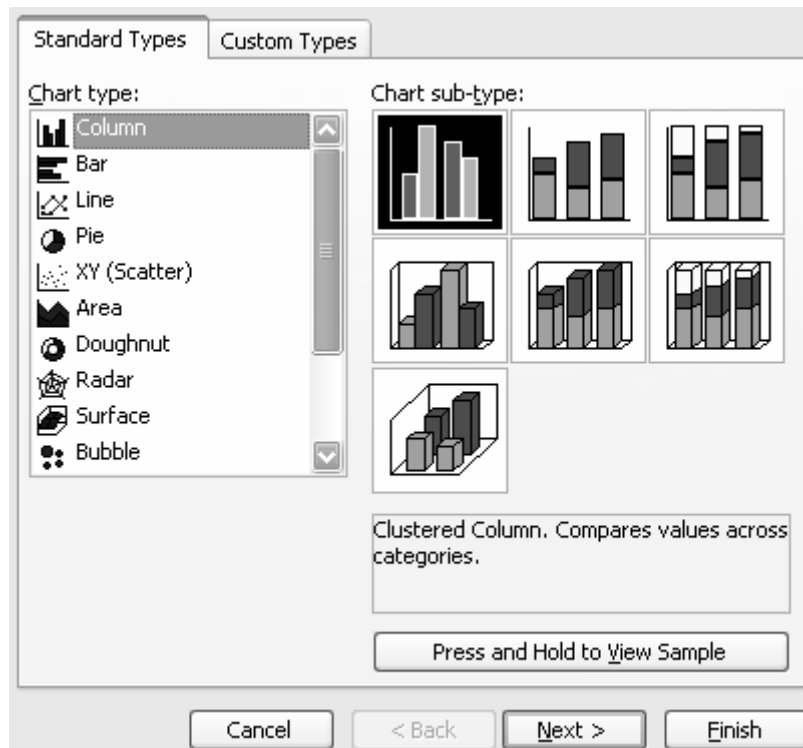 Standard Types
Custom Types
Chart type:
Chart sub-type:
Column
Bar
Line
Pie
XY (Scatter)
Area
Doughnut
Radar
Surface
Bubble
Clustered Column. Compares values across
categories.
Press and Hold to View Sample
Cancel
< Back
Next >
Finish